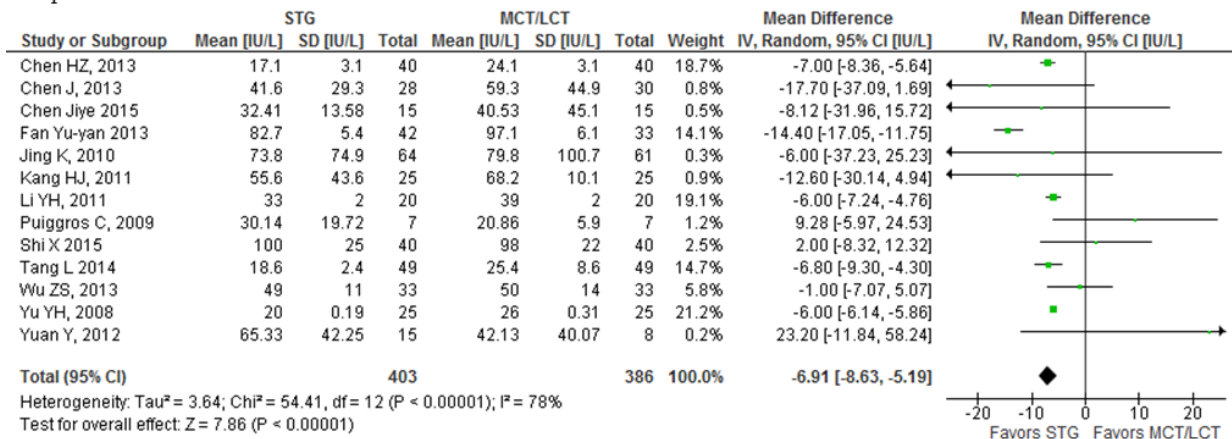 STG MCT/LCT Mean Difference Mean Difference
Study or Subgroup Mean [IU/L] SD [IU/L] Total Mean [IU/L] SD [IU/L] Total Weight IV, Random, 95% CI [IU/L] IV, Random, 95% CI [IU/L]
Chen HZ, 2013 17.1 3.1 40 24.1 3.1 40 18.7% -7.00 [-8.36, -5.64]
Chen J, 2013 41.6 29.3 28 59.3 44.9 30 0.8% -17.70 [-37.09, 1.69]
Chen Jiye 2015 32.41 13.58 15 40.53 45.1 15 0.5% -8.12 [-31.96, 15.72]
Fan Yu-yan 2013 82.7 5.4 42 97.1 6.1 33 14.1% -14.40 [-17.05, -11.75]
Jing K, 2010 73.8 74.9 64 79.8 100.7 61 0.3% -6.00 [-37.23, 25.23]
Kang HJ, 2011 55.6 43.6 25 68.2 10.1 25 0.9% -12.60 [-30.14, 4.94]
Li YH, 2011 33 2 20 39 2 20 19.1% -6.00 [-7.24, -4.76]
Puiggros C, 2009 30.14 19.72 7 20.86 5.9 7 1.2% 9.28 [-5.97, 24.53]
Shi X 2015 100 25 40 98 22 40 2.5% 2.00 [-8.32, 12.32]
Tang L 2014 18.6 2.4 49 25.4 8.6 49 14.7% -6.80 [-9.30, -4.30]
Wu ZS, 2013 49 11 33 50 14 33 5.8% -1.00 [-7.07, 5.07]
Yu YH, 2008 20 0.19 25 26 0.31 25 21.2% -6.00 [-6.14, -5.86]
Yuan Y, 2012 65.33 42.25 15 42.13 40.07 8 0.2% 23.20 [-11.84, 58.24]
Total (95% CI) 403 386 100.0% -6.91 [-8.63, -5.19]
Heterogeneity: Tau² = 3.64; Chi² = 54.41, df = 12 (P < 0.00001); I² = 78%
Test for overall effect: Z = 7.86 (P < 0.00001)
-20 -10 0 10 20
Favors STG Favors MCT/LCT